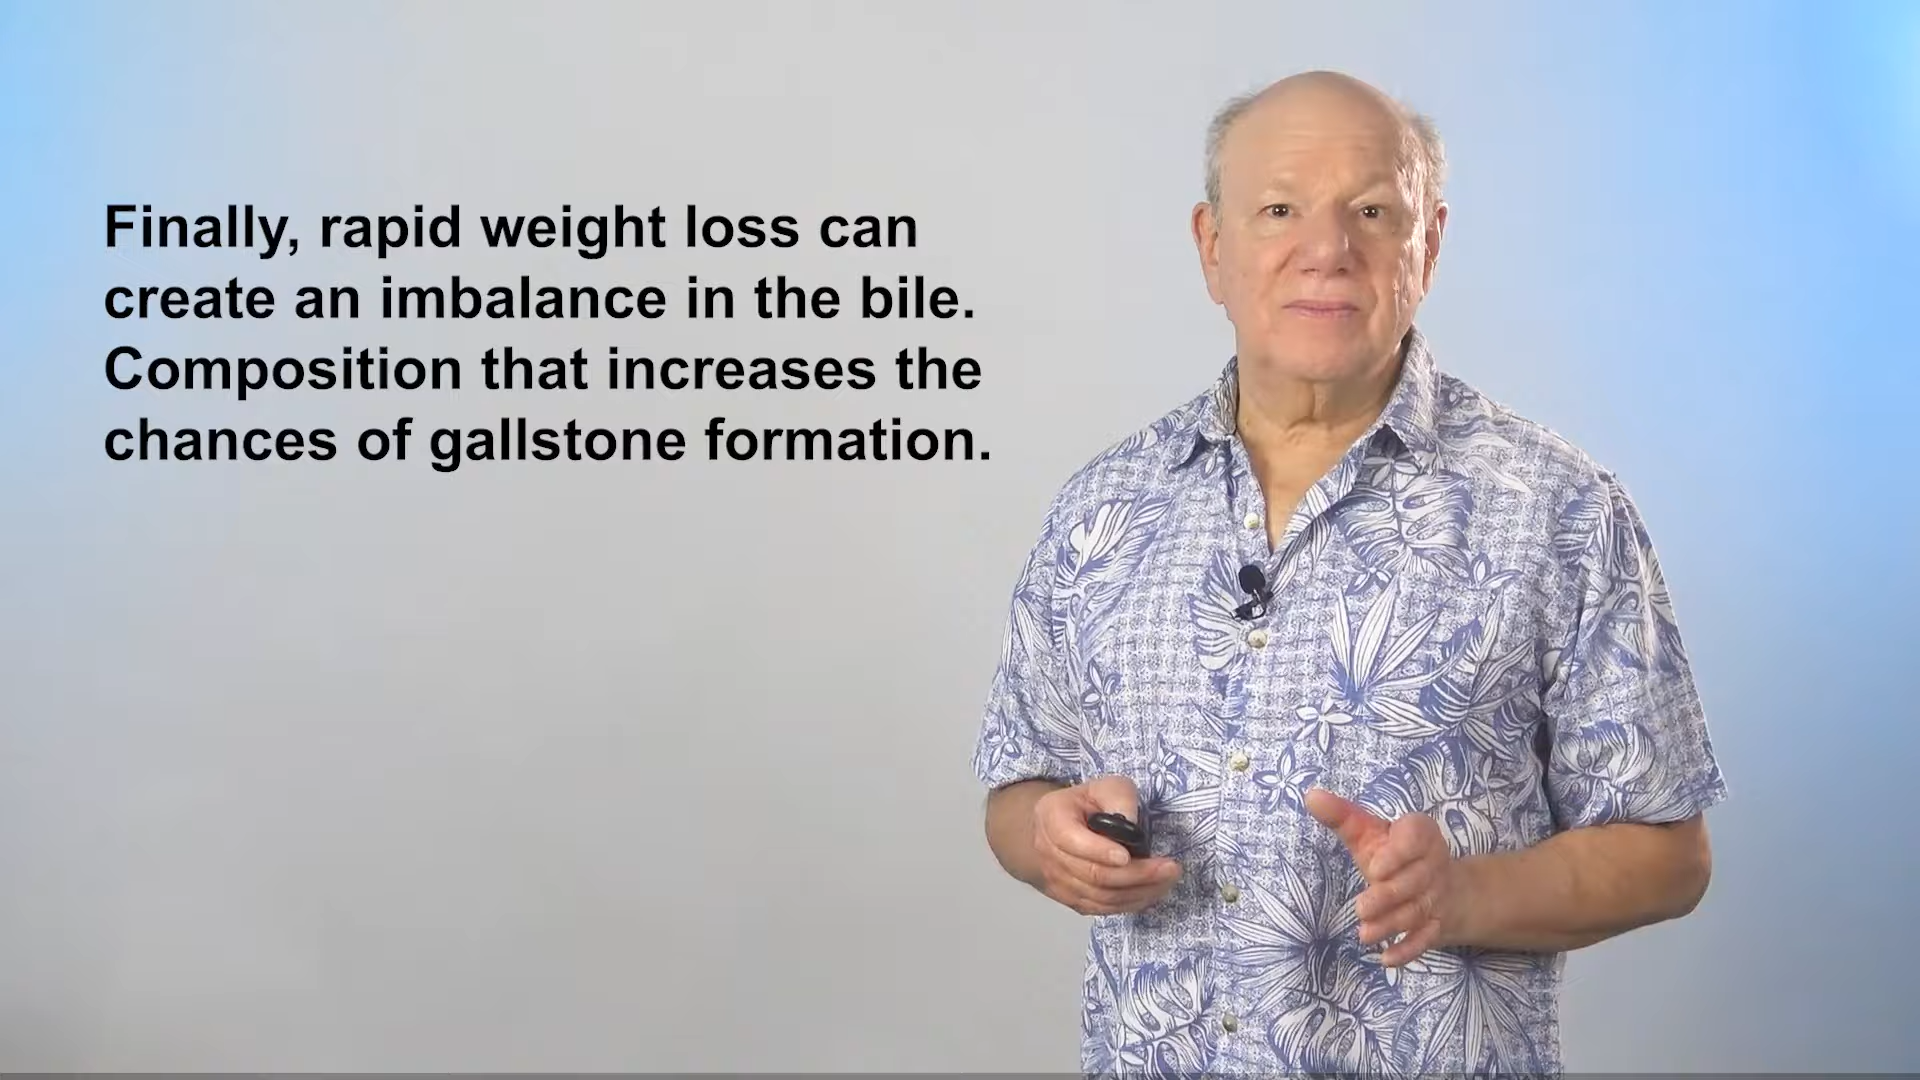 Finally, rapid weight loss can
create an imbalance in the bile.
Composition that increases the
chances of gallstone formation.